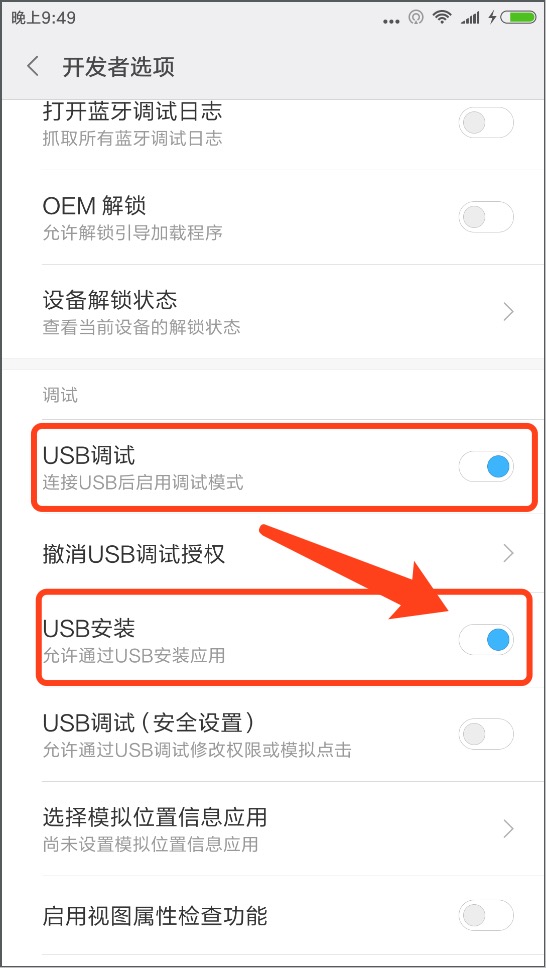 晚上9:49
开发者选项
打开蓝牙调试日志
抓取所有蓝牙调试日志
OEM 解锁
允许解锁引导加载程序
设备解锁状态
查看当前设备的解锁状态
调试
USB调试
连接USB后启用调试模式
撤消USB调试授权
USB安装
允许通过USB安装应用
USB调试（安全设置）
允许通过USB调试修改权限或模拟点击
选择模拟位置信息应用
尚未设置模拟位置信息应用
启用视图属性检查功能